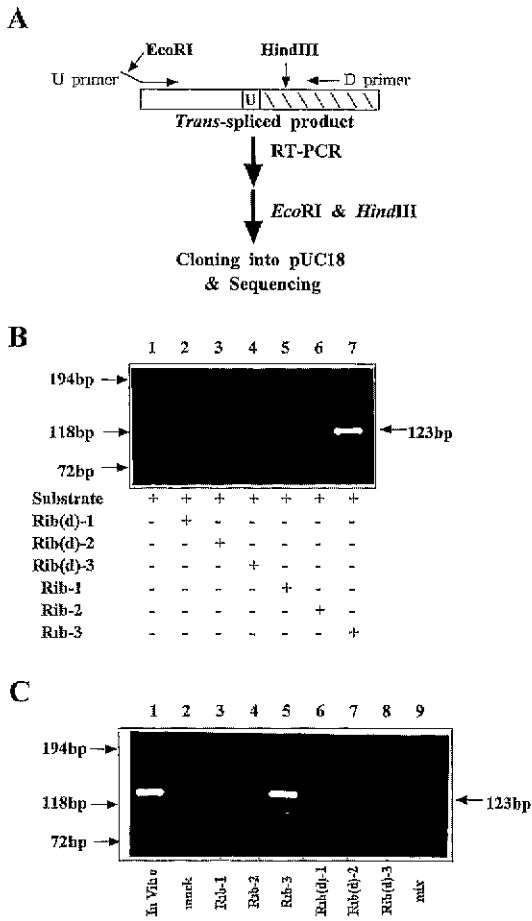 A
EcoRI
HindIII
U primer
D primer
U
Trans-spliced product
RT-PCR
EcoRI & HindIII
Cloning into pUC18
& Sequencing
B
1 2 3 4 5 6 7
194bp
118bp
123bp
72bp
Substrate + + + + + + +
Rib(d)-1 - + - - - - -
Rib(d)-2 - - + - - - -
Rib(d)-3 - - - + - - -
Rib-1 - - - - + - -
Rib-2 - - - - - + -
Rib-3 - - - - - - +
C
1 2 3 4 5 6 7 8 9
194bp
118bp
123bp
72bp
In Vitro
mock
Rib-1
Rib-2
Rib-3
Rib(d)-1
Rib(d)-2
Rib(d)-3
mix